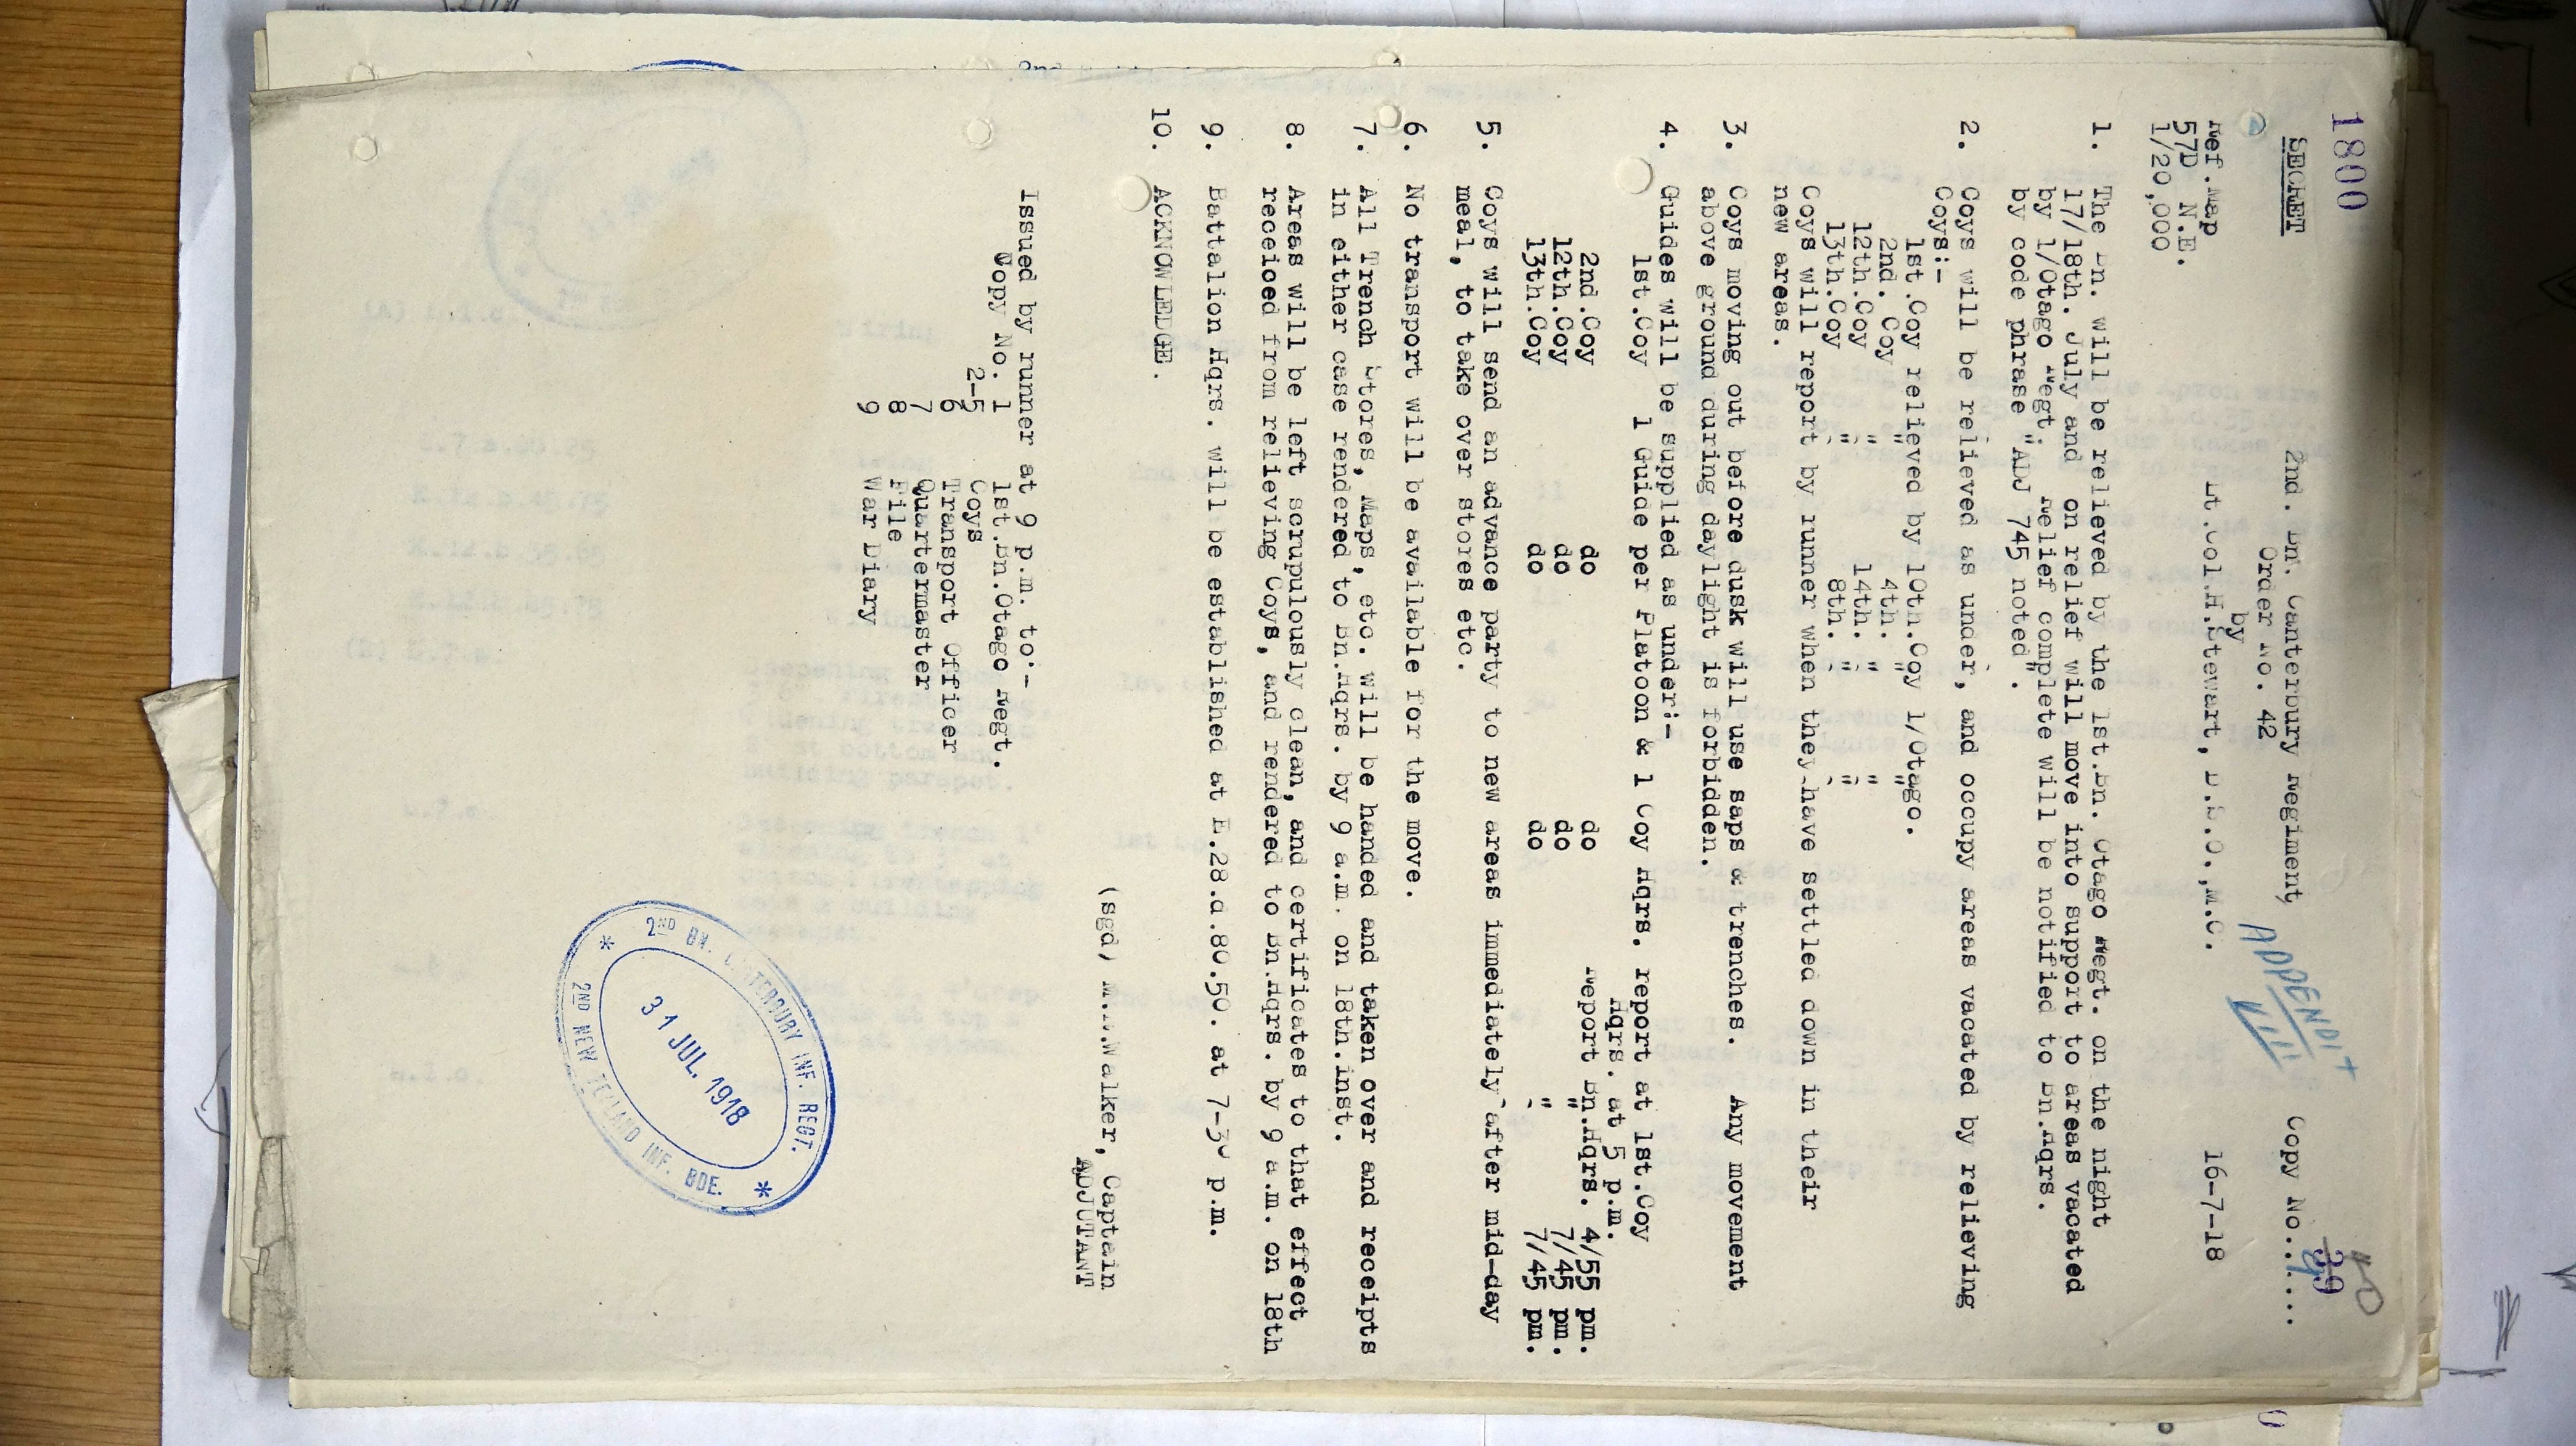 1800
39
40
SECRET
2nd. Bn. Canterbury Regiment,
Copy No......
9
Order No. 42
by
APPENDIX
VIII
Ref.Map
57D N.E.
1/20,000
Lt.Col.H.Stewart, D.S.O.,M.C.
16-7-18
1. The Bn. will be relieved by the 1st.Bn. Otago Regt. on the night
17/18th. July and on relief will move into support to areas vacated
by 1/Otago Regt. Relief complete will be notified to Bn.Hqrs.
by code phrase "ADJ 745 noted".
2. Coys will be relieved as under, and occupy areas vacated by relieving
Coys:-
1st.Coy relieved by 10th.Coy 1/Otago.
2nd. Coy " 4th. " "
12th.Coy " 14th. " "
13th.Coy " 8th. " "
Coys will report by runner when they have settled down in their
new areas.
3. Coys moving out before dusk will use saps & trenches. Any movement
above ground during daylight is forbidden.
4. Guides will be supplied as under:-
1st.Coy 1 Guide per Platoon & 1 Coy Hqrs. report at 1st.Coy
Hqrs. at 5 p.m.
2nd.Coy do do Report Bn.Hqrs. 4/55 pm.
12th.Coy do do " 7/45 pm.
13th.Coy do do " 7/45 pm.
5. Coys will send an advance party to new areas immediately after mid-day
meal, to take over stores etc.
6. No transport will be available for the move.
7. All Trench Stores, Maps, etc. will be handed and taken over and receipts
in either case rendered to Bn.Hqrs. by 9 a.m. on 18th.inst.
8. Areas will be left scrupulously clean, and certificates to that effect
receioed from relieving Coys, and rendered to Bn.Hqrs. by 9 a.m. on 18th
9. Battalion Hqrs. will be established at E.28.d.80.50. at 7-30 p.m.
10. ACKNOWLEDGE.
(sgd) Walker, Captain
ADJUTANT
Issued by runner at 9 p.m. to:-
Copy No. 1 1st.Bn.Otago Regt.
2-5 Coys
6 Transport Officer
7 Quartermaster
8 File
9 War Diary
2ND BN. CANTERBURY INF. REGT.
31 JUL. 1918
2ND NEW ZEALAND INF. BDE.